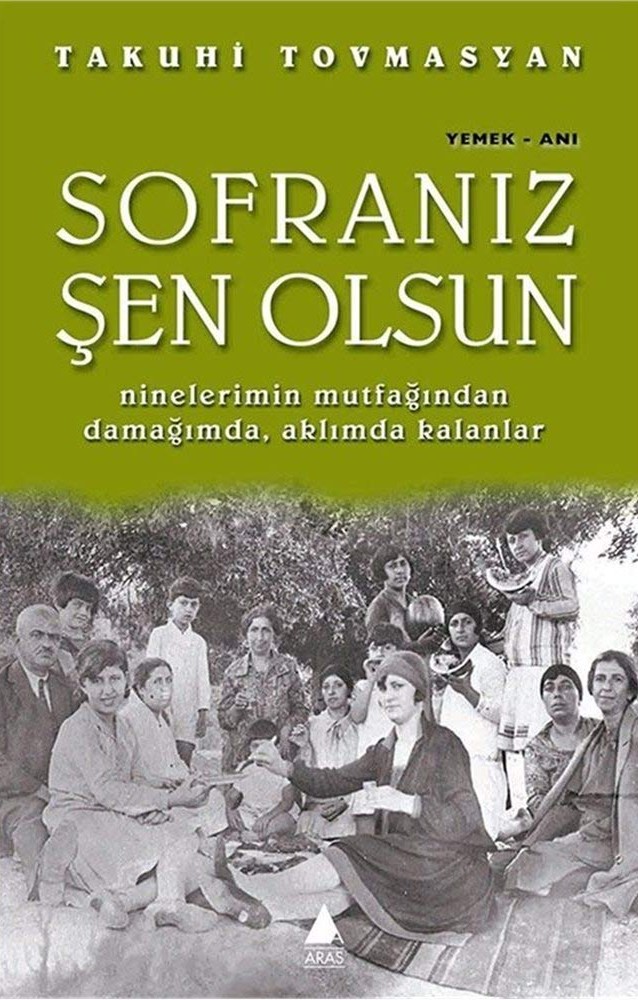 TAKUHİ TOVMASYAN
YEMEK - ANI
SOFRANIZ
ŞEN OLSUN
ninelerimin mutfağından
damağımda, aklımda kalanlar
ARAS